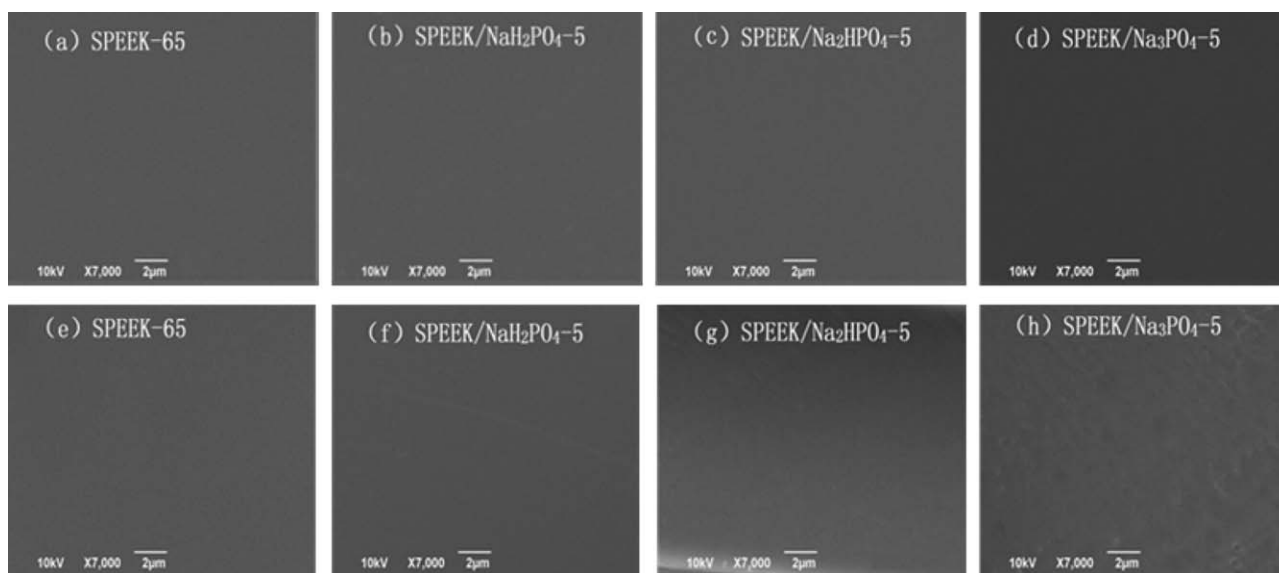 (a) SPEEK-65
(b) SPEEK/NaH₂PO₄-5
(c) SPEEK/Na₂HPO₄-5
(d) SPEEK/Na₃PO₄-5
10kV X7,000 2µm
10kV X7,000 2µm
10kV X7,000 2µm
10kV X7,000 2µm
(e) SPEEK-65
(f) SPEEK/NaH₂PO₄-5
(g) SPEEK/Na₂HPO₄-5
(h) SPEEK/Na₃PO₄-5
10kV X7,000 2µm
10kV X7,000 2µm
10kV X7,000 2µm
10kV X7,000 2µm